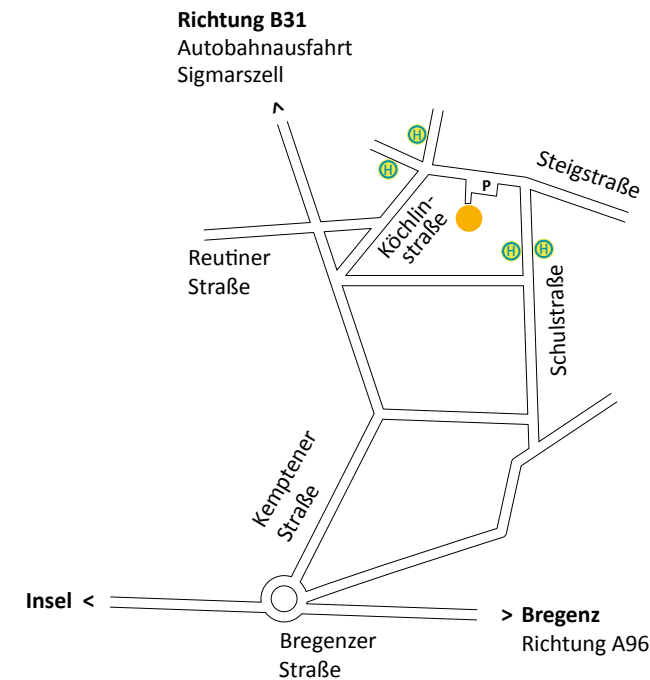 Richtung B31
Autobahnausfahrt
Sigmarszell
H
H
Steigstraße
P
Köchlin-
straße
H
H
Reutiner
Straße
Schulstraße
Kemptener
Straße
Insel <
> Bregenz
Richtung A96
Bregenzer
Straße